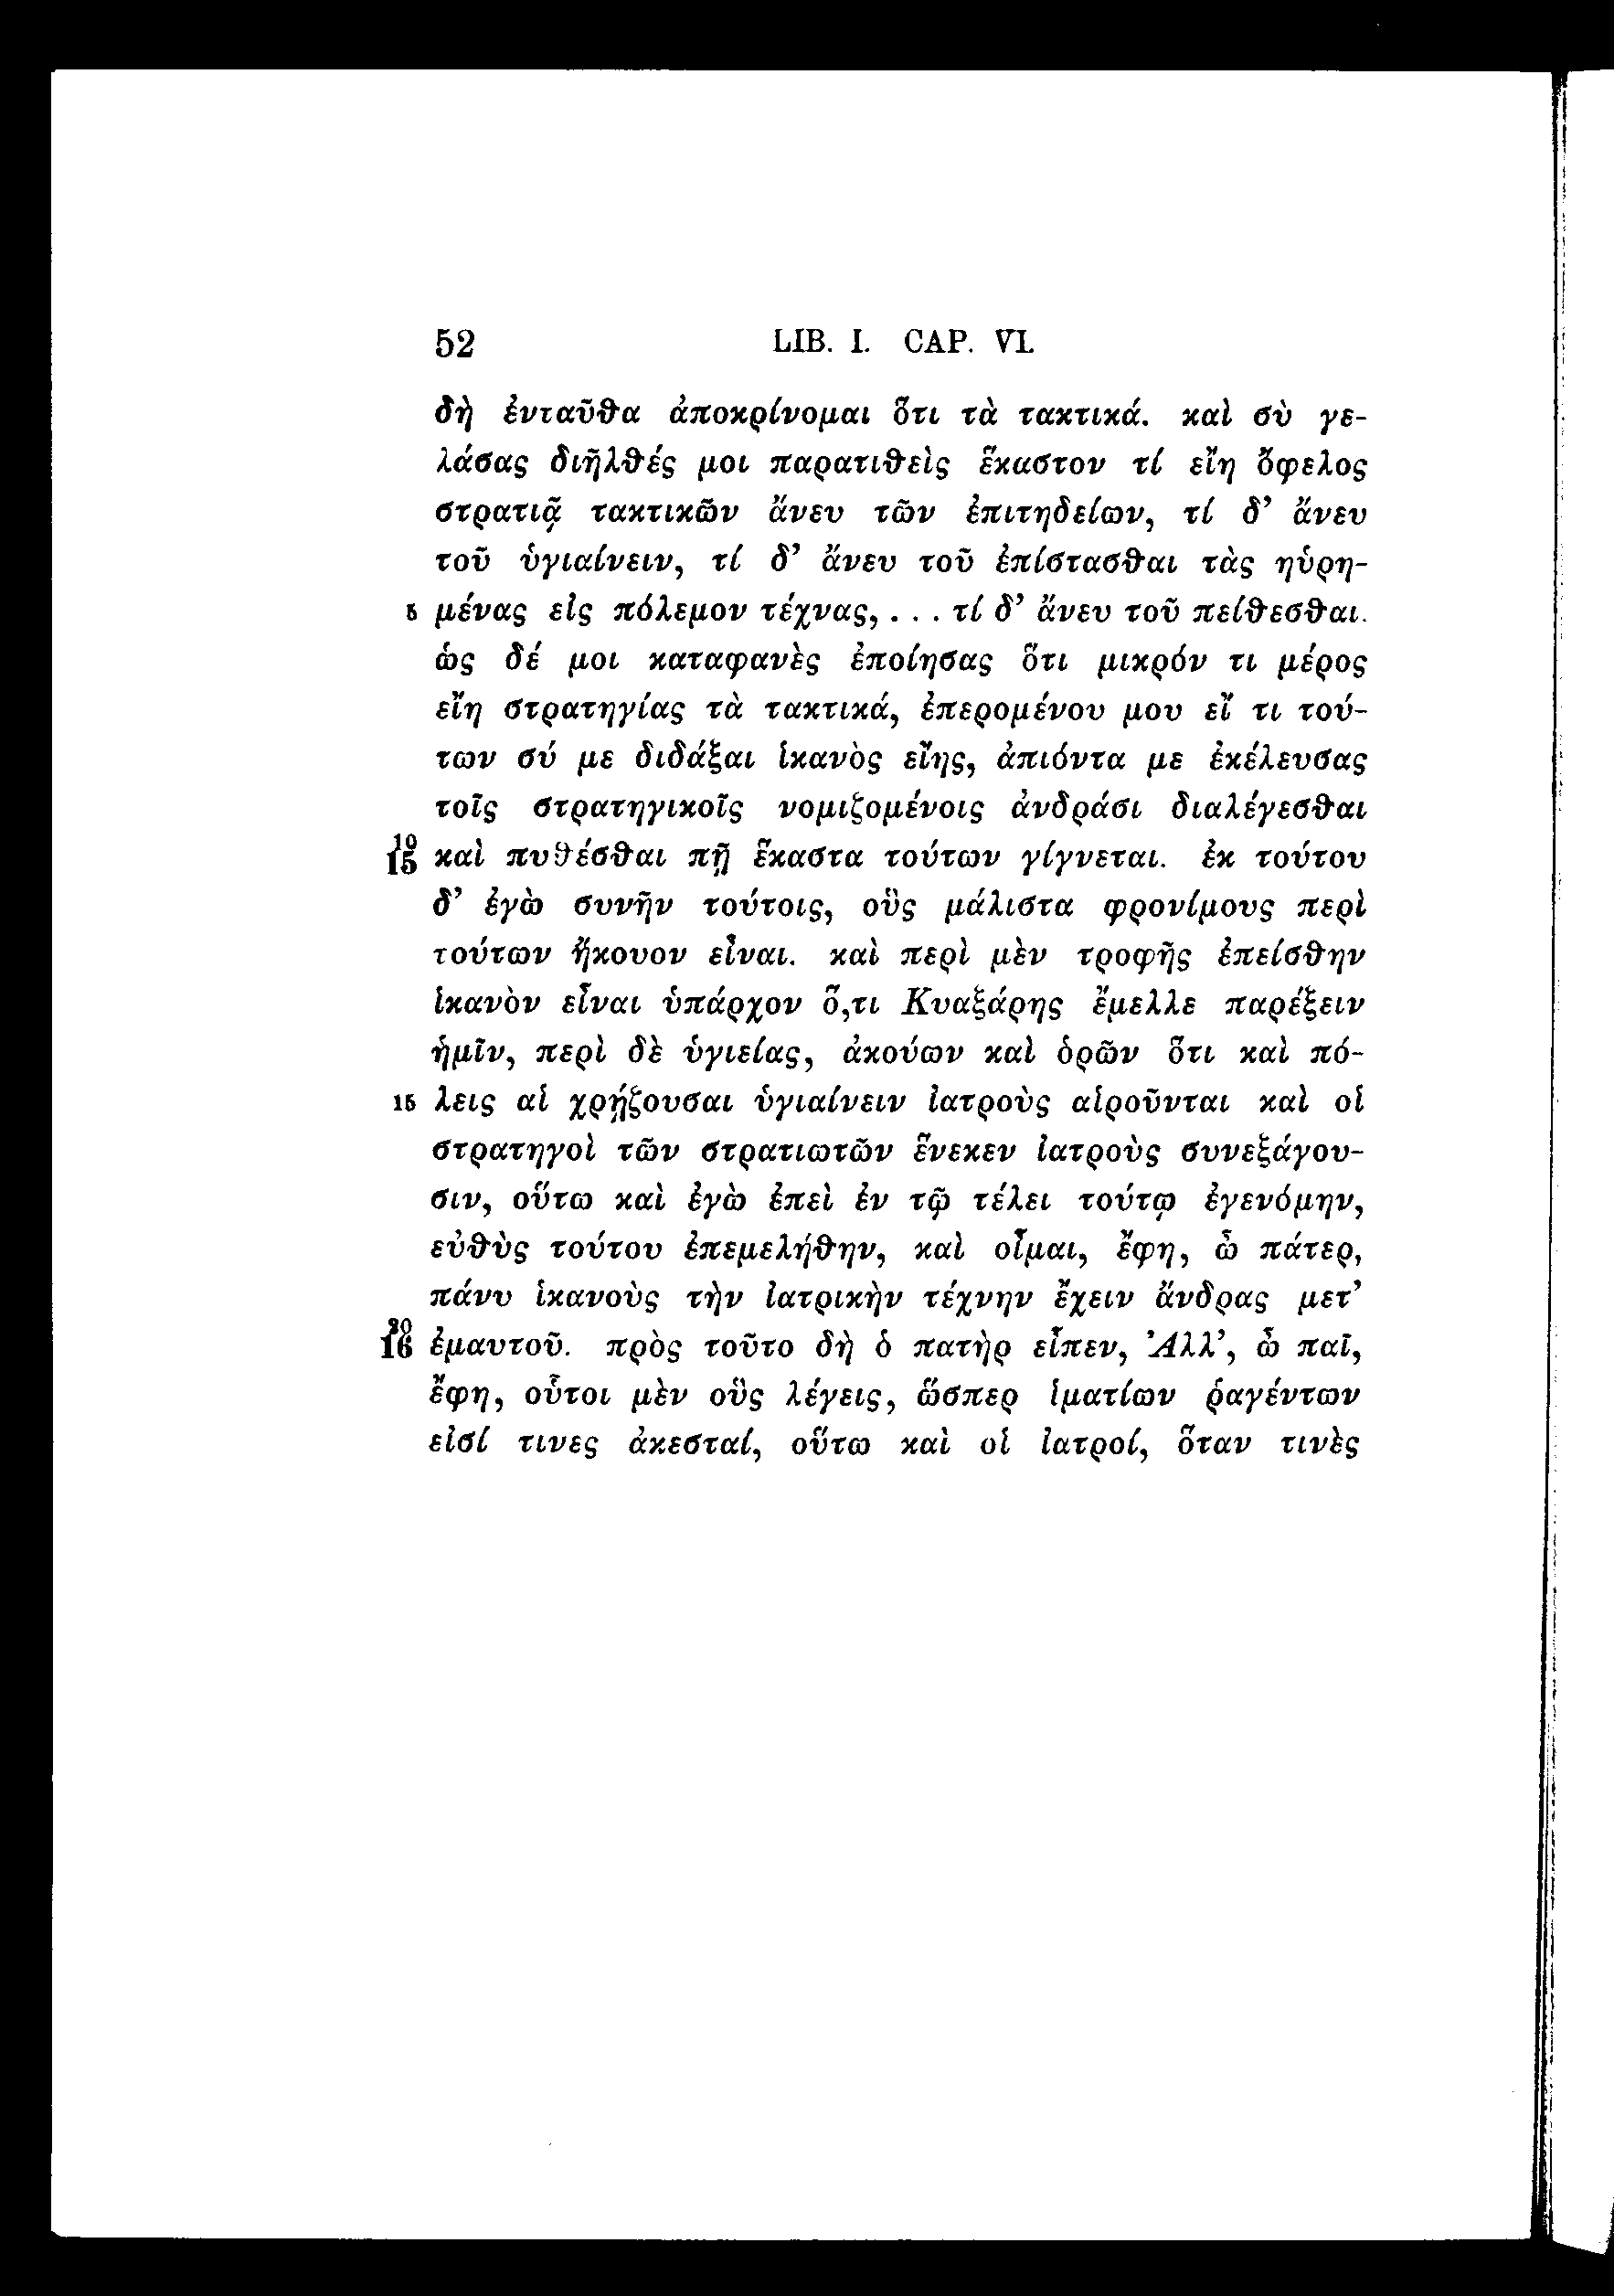 52 LIB. I. CAP. VI.
δὴ ἐνταῦθα ἀποκρίνομαι ὅτι τὰ τακτικά. καὶ σὺ γε-
λάσας διῆλθές μοι παρατιθεὶς ἕκαστον τί εἴη ὄφελος
στρατιᾷ τακτικῶν ἄνευ τῶν ἐπιτηδείων, τί δ’ ἄνευ
τοῦ ὑγιαίνειν, τί δ’ ἄνευ τοῦ ἐπίστασθαι τὰς ηὑρη-
5 μένας εἰς πόλεμον τέχνας, . . . τί δ’ ἄνευ τοῦ πείθεσθαι.
ὡς δέ μοι καταφανὲς ἐποίησας ὅτι μικρόν τι μέρος
εἴη στρατηγίας τὰ τακτικά, ἐπερομένου μου εἴ τι τού-
των σύ με διδάξαι ἱκανὸς εἴης, ἀπιόντα με ἐκέλευσας
τοῖς στρατηγικοῖς νομιζομένοις ἀνδράσι διαλέγεσθαι
10 15 καὶ πυθέσθαι πῇ ἕκαστα τούτων γίγνεται. ἐκ τούτου
δ’ ἐγὼ συνῆν τούτοις, οὓς μάλιστα φρονίμους περὶ
τούτων ἤκουον εἶναι. καὶ περὶ μὲν τροφῆς ἐπείσθην
ἱκανὸν εἶναι ὑπάρχον ὅ,τι Κυαξάρης ἔμελλε παρέξειν
ἡμῖν, περὶ δὲ ὑγιείας, ἀκούων καὶ ὁρῶν ὅτι καὶ πό-
15 λεις αἱ χρῄζουσαι ὑγιαίνειν ἰατροὺς αἱροῦνται καὶ οἱ
στρατηγοὶ τῶν στρατιωτῶν ἕνεκεν ἰατροὺς συνεξάγου-
σιν, οὕτω καὶ ἐγὼ ἐπεὶ ἐν τῷ τέλει τούτῳ ἐγενόμην,
εὐθὺς τούτου ἐπεμελήθην, καὶ οἶμαι, ἔφη, ὦ πάτερ,
πάνυ ἱκανοὺς τὴν ἰατρικὴν τέχνην ἔχειν ἄνδρας μετ’
20 16 ἐμαυτοῦ. πρὸς τοῦτο δὴ ὁ πατὴρ εἶπεν, Ἀλλ’, ὦ παῖ,
ἔφη, οὗτοι μὲν οὓς λέγεις, ὥσπερ ἱματίων ῥαγέντων
εἰσί τινες ἀκεσταί, οὕτω καὶ οἱ ἰατροί, ὅταν τινὲς